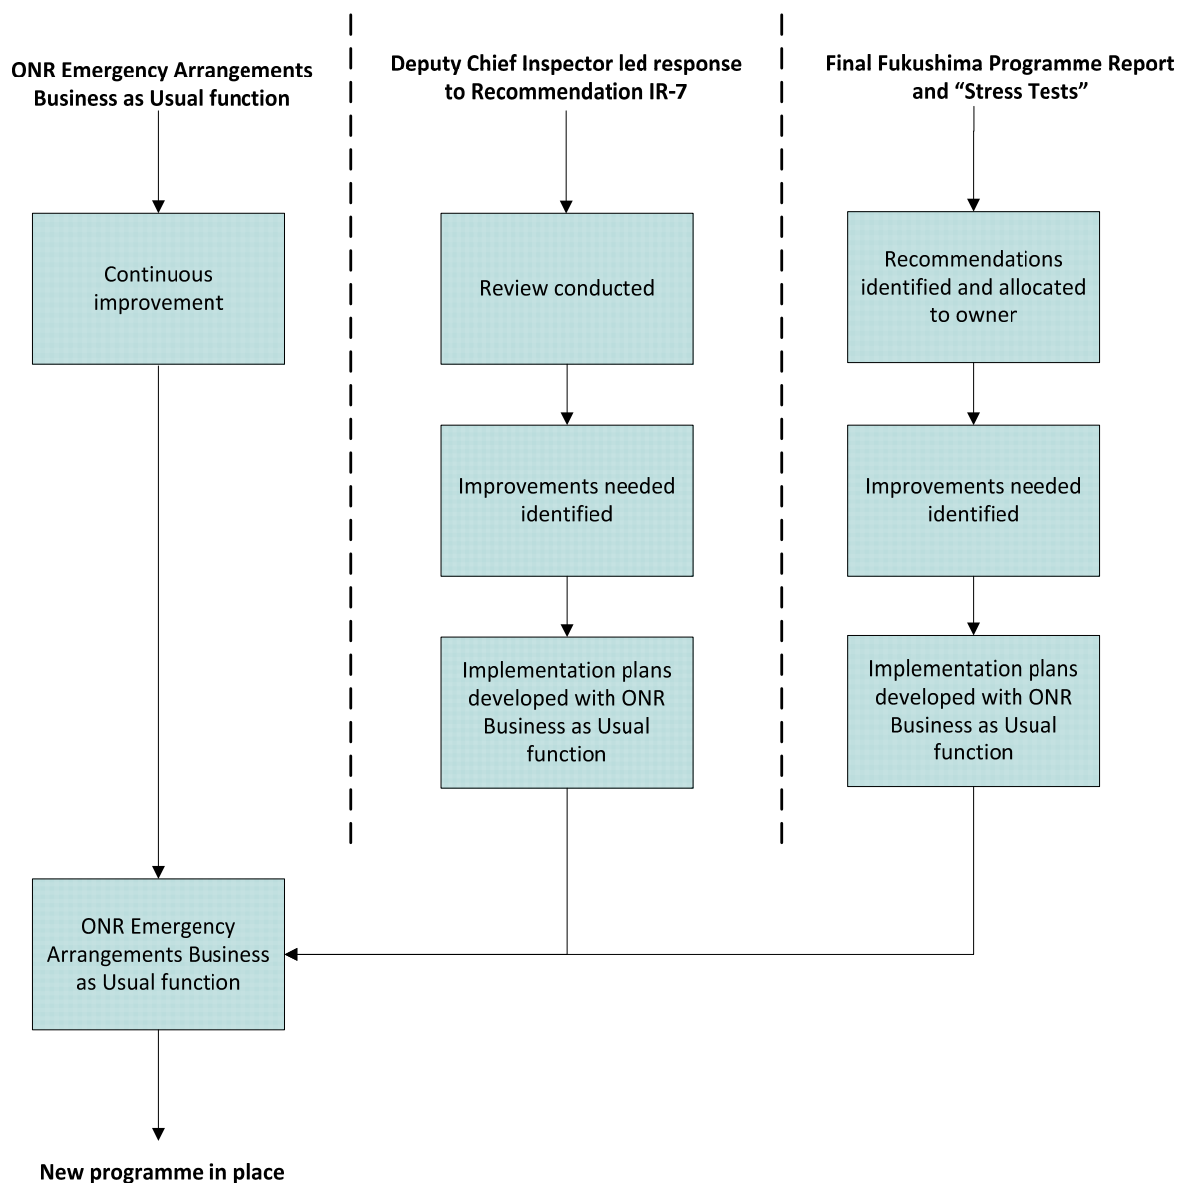 ONR Emergency Arrangements
Business as Usual function
Deputy Chief Inspector led response
to Recommendation IR-7
Final Fukushima Programme Report
and “Stress Tests”
Continuous
improvement
Review conducted
Recommendations
identified and allocated
to owner
Improvements needed
identified
Improvements needed
identified
Implementation plans
developed with ONR
Business as Usual
function
Implementation plans
developed with ONR
Business as Usual
function
ONR Emergency
Arrangements Business
as Usual function
New programme in place